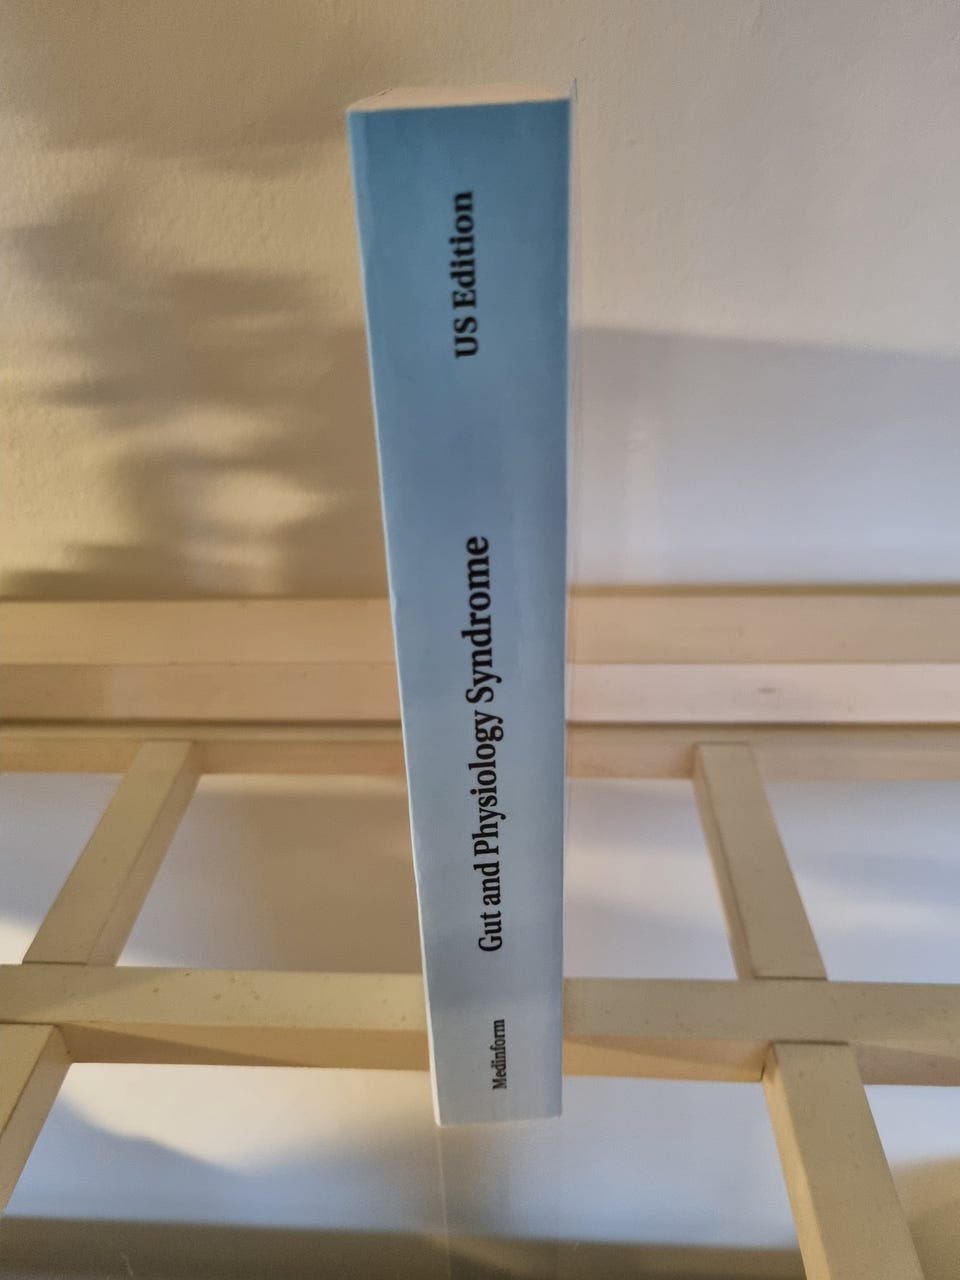 US Edition
Gut and Physiology Syndrome
Medinform